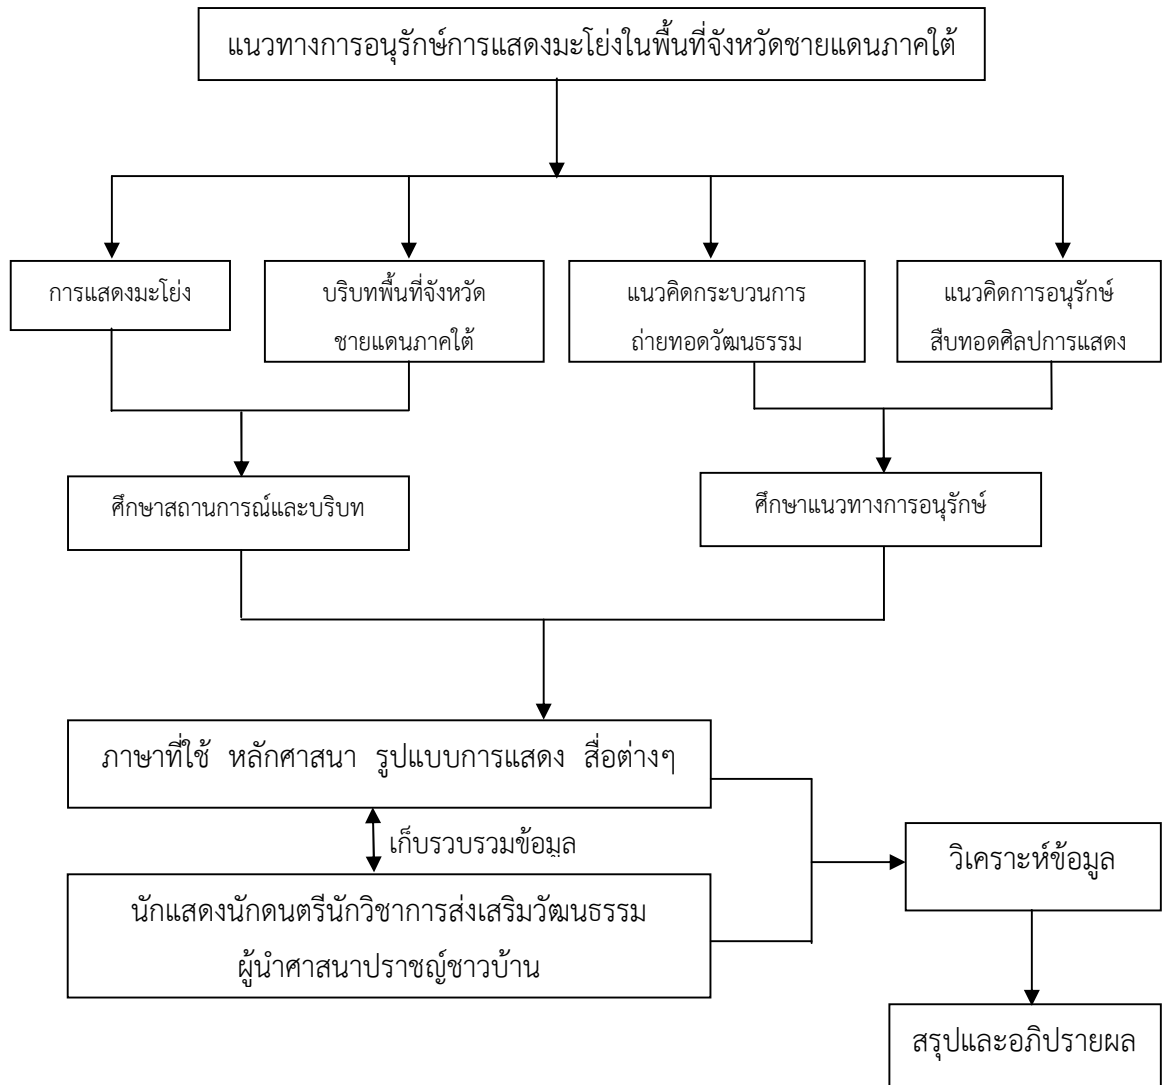 แนวทางการอนุรักษ์การแสดงมะโย่งในพื้นที่จังหวัดชายแดนภาคใต้
การแสดงมะโย่ง
บริบทพื้นที่จังหวัด
ชายแดนภาคใต้
แนวคิดกระบวนการ
ถ่ายทอดวัฒนธรรม
แนวคิดการอนุรักษ์
สืบทอดศิลปการแสดง
ศึกษาสถานการณ์และบริบท
ศึกษาแนวทางการอนุรักษ์
ภาษาที่ใช้ หลักศาสนา รูปแบบการแสดง สื่อต่างๆ
เก็บรวบรวมข้อมูล
นักแสดงนักดนตรีนักวิชาการส่งเสริมวัฒนธรรม
ผู้นำศาสนาปราชญ์ชาวบ้าน
วิเคราะห์ข้อมูล
สรุปและอภิปรายผล